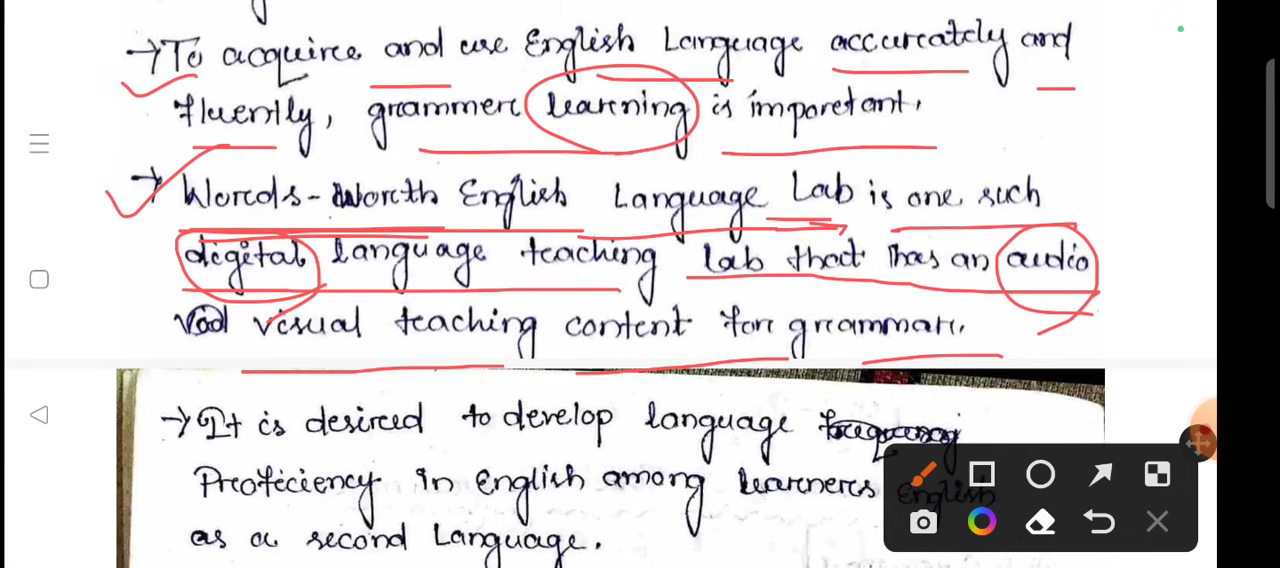 → To acquire and use English Language accurately and
fluently, grammer learning is important.
→ Words-worth English Language Lab is one such
digital language teaching lab that has an audio
visual teaching content for grammar.
→ It is desired to develop language
Proficiency in English among learners English
as a second Language.